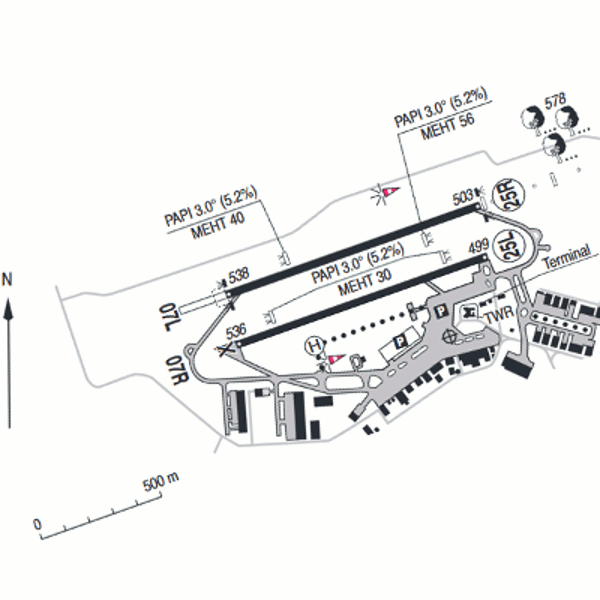 578
PAPI 3.0° (5.2%)
MEHT 56
PAPI 3.0° (5.2%)
MEHT 40
503
25R
499
25L
PAPI 3.0° (5.2%)
MEHT 30
Terminal
N
538
07L
536
07R
H
P
P
TWR
0
500 m